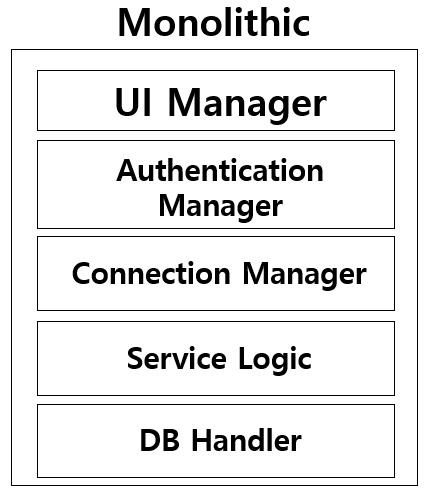 Monolithic
UI Manager
Authentication
Manager
Connection Manager
Service Logic
DB Handler